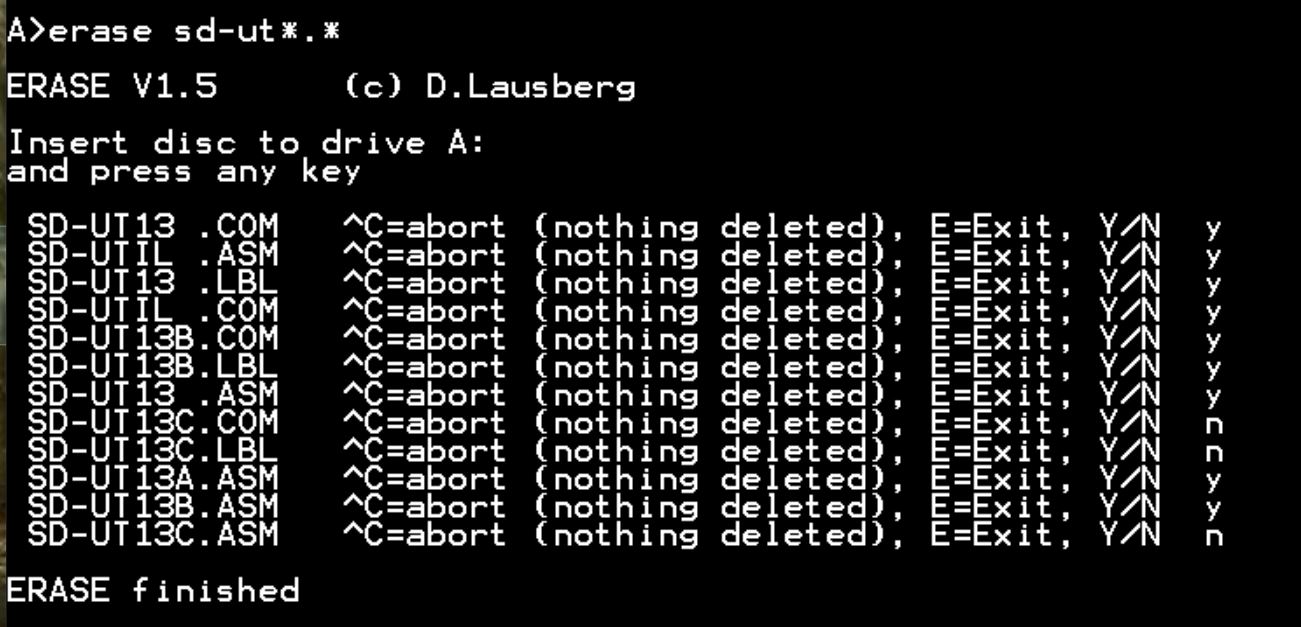 A>erase sd-ut*.*
ERASE V1.5 (c) D.Lausberg
Insert disc to drive A:
and press any key
SD-UT13 .COM ^C=abort (nothing deleted), E=Exit, Y/N y
SD-UTIL .ASM ^C=abort (nothing deleted), E=Exit, Y/N y
SD-UT13 .LBL ^C=abort (nothing deleted), E=Exit, Y/N y
SD-UTIL .COM ^C=abort (nothing deleted), E=Exit, Y/N y
SD-UT13B.COM ^C=abort (nothing deleted), E=Exit, Y/N y
SD-UT13B.LBL ^C=abort (nothing deleted), E=Exit, Y/N y
SD-UT13 .ASM ^C=abort (nothing deleted), E=Exit, Y/N y
SD-UT13C.COM ^C=abort (nothing deleted), E=Exit, Y/N n
SD-UT13C.LBL ^C=abort (nothing deleted), E=Exit, Y/N n
SD-UT13A.ASM ^C=abort (nothing deleted), E=Exit, Y/N y
SD-UT13B.ASM ^C=abort (nothing deleted), E=Exit, Y/N y
SD-UT13C.ASM ^C=abort (nothing deleted), E=Exit, Y/N n
ERASE finished